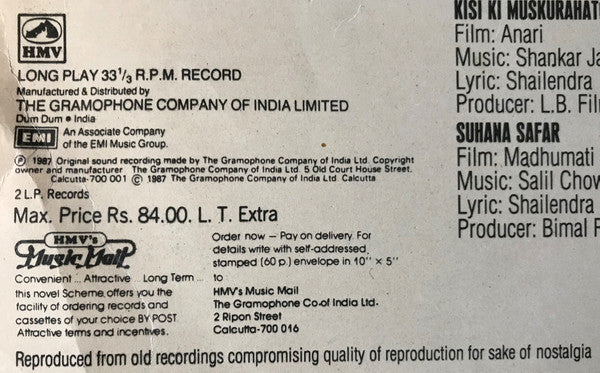 HMV
LONG PLAY 33 1/3 R.P.M. RECORD
Manufactured & Distributed by
THE GRAMOPHONE COMPANY OF INDIA LIMITED
Dum Dum • India
EMI An Associate Company
of the EMI Music Group.
Ⓟ 1987 Original sound recording made by The Gramophone Company of India Ltd. Copyright
owner and manufacturer The Gramophone Company of India Ltd. 5 Old Court House Street.
Calcutta-700 001 © 1987 The Gramophone Company of India Ltd. Calcutta
2 L.P. Records
Max. Price Rs. 84.00. L. T. Extra
HMV's
Music Mail
Convenient ... Attractive ... Long Term ...
this novel Scheme offers you the
facility of ordering records and
cassettes of your choice BY POST.
Attractive terms and incentives.
Order now – Pay on delivery. For
details write with self-addressed,
stamped (60 p.) envelope in 10" × 5"
to
HMV's Music Mail
The Gramophone Co. of India Ltd.
2 Ripon Street
Calcutta-700 016
Reproduced from old recordings compromising quality of reproduction for sake of nostalgia
KISI KI
Film: Anari
Music: Shankar
Lyric: Shailendra
Producer: L.B.
SUHANA SAFAR
Film: Madhumati
Music: Salil
Lyric: Shailendra
Producer: Bimal